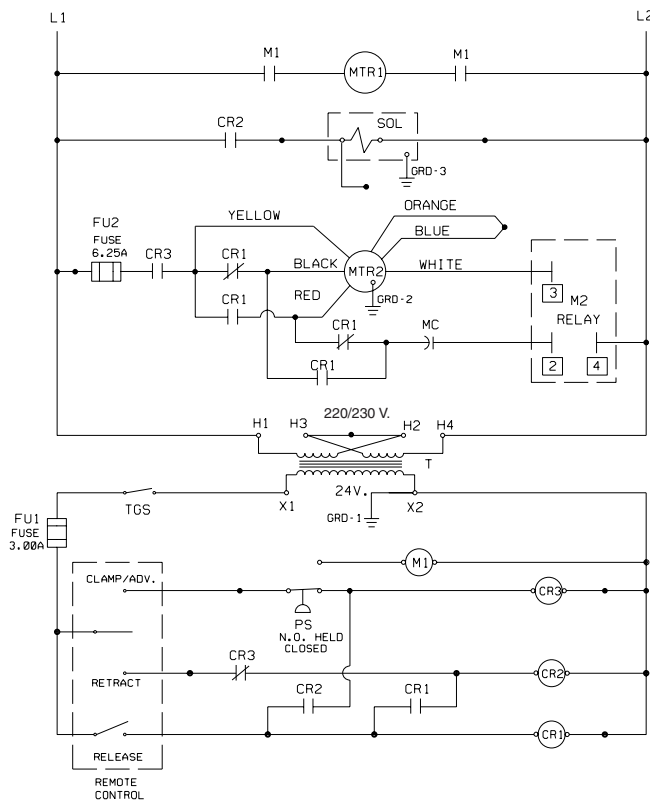 L1
L2
M1
MTR1
M1
CR2
SOL
GRD-3
FU2
FUSE
6.25A
CR3
YELLOW
CR1
BLACK
MTR2
ORANGE
BLUE
WHITE
CR1
RED
GRD-2
CR1
MC
CR1
3
M2
RELAY
2
4
220/230 V.
H1
H3
H2
H4
T
24V.
TGS
X1
GRD-1
X2
FU1
FUSE
3.00A
M1
CLAMP/ADV.
CR3
PS
N.O. HELD
CLOSED
CR3
RETRACT
CR2
CR2
CR1
CR1
RELEASE
REMOTE
CONTROL